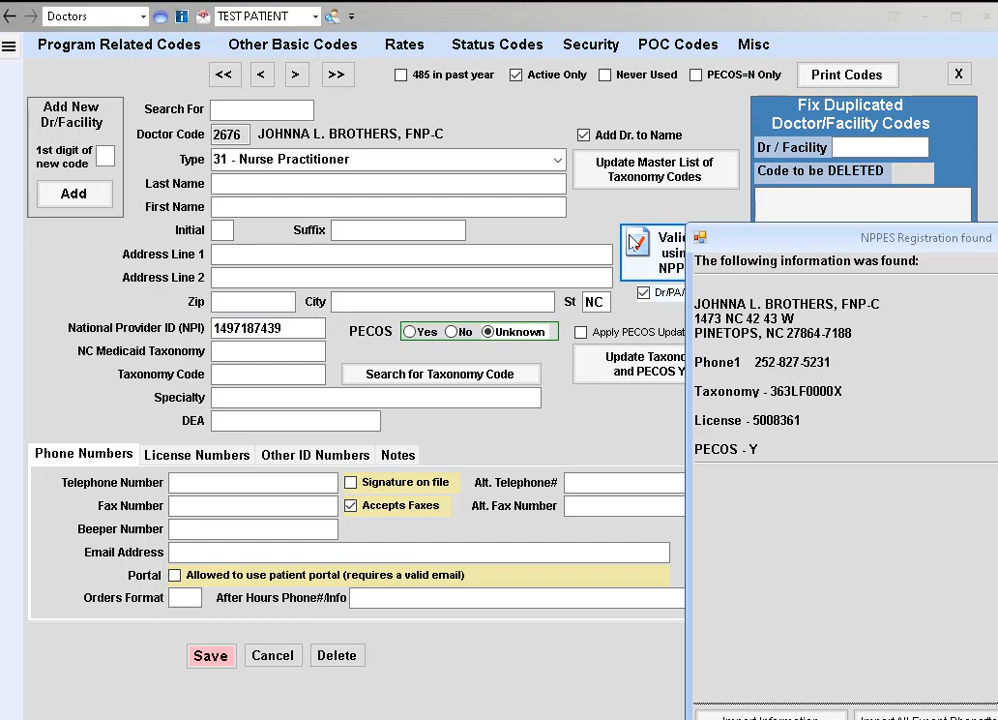 Doctors
TEST PATIENT
Program Related Codes Other Basic Codes Rates Status Codes Security POC Codes Misc
<< < > >> 485 in past year Active Only Never Used PECOS=N Only Print Codes X
Add New
Dr/Facility
1st digit of
new code
Add
Search For
Doctor Code 2676 JOHNNA L. BROTHERS, FNP-C
Type 31 - Nurse Practitioner
Last Name
First Name
Initial Suffix
Address Line 1
Address Line 2
Zip City St NC
National Provider ID (NPI) 1497187439 PECOS Yes No Unknown
NC Medicaid Taxonomy
Taxonomy Code Search for Taxonomy Code
Specialty
DEA
Add Dr. to Name
Update Master List of
Taxonomy Codes
using
NPP
Dr/PA/
Apply PECOS
and PECOS Y
Fix Duplicated
Doctor/Facility Codes
Dr / Facility
Code to be DELETED
NPPES Registration found
The following information was found:
JOHNNA L. BROTHERS, FNP-C
1473 NC 42 43 W
PINETOPS, NC 27864-7188
Phone1 252-827-5231
Taxonomy - 363LF0000X
License - 5008361
PECOS - Y
Phone Numbers License Numbers Other ID Numbers Notes
Telephone Number Signature on file Alt. Telephone#
Fax Number Accepts Faxes Alt. Fax Number
Beeper Number
Email Address
Portal Allowed to use patient portal (requires a valid email)
Orders Format After Hours Phone#/Info
Save Cancel Delete